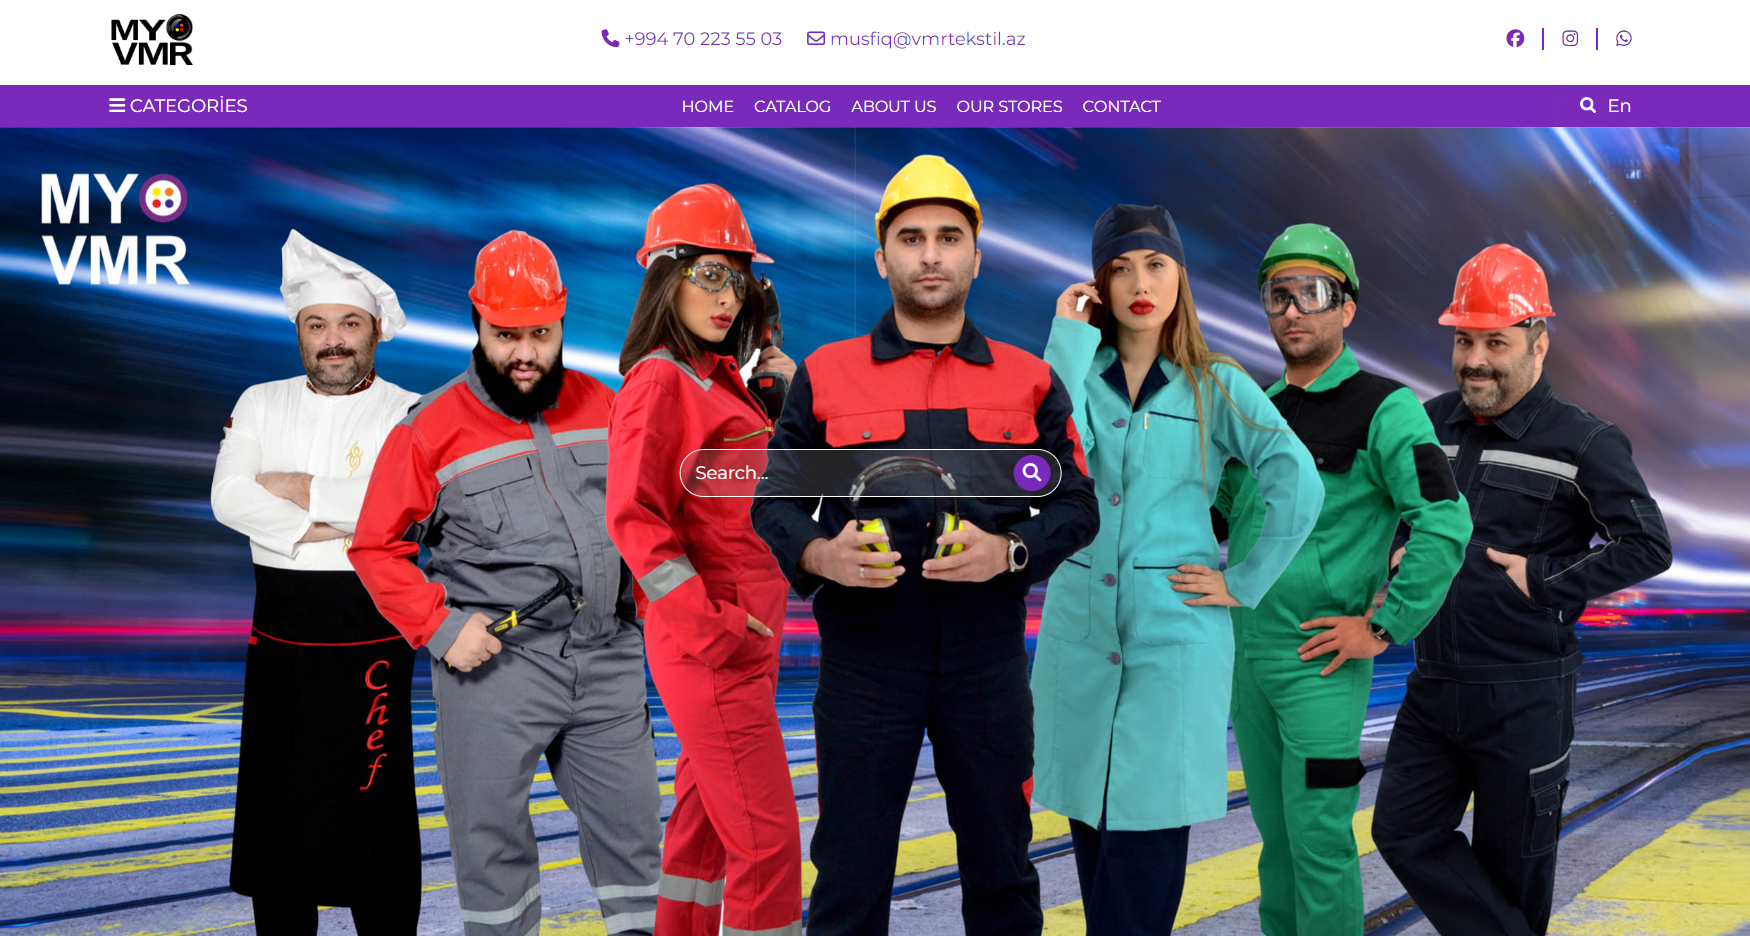 MY
VMR
+994 70 223 55 03
musfiq@vmrtekstil.az
CATEGORİES
HOME
CATALOG
ABOUT US
OUR STORES
CONTACT
En
MY
VMR
Search...
Chef